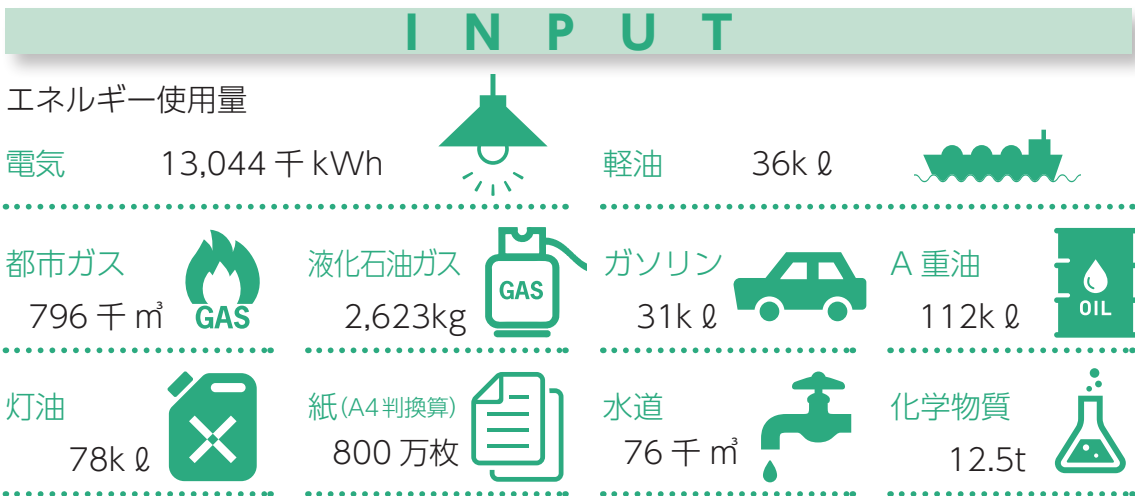 INPUT
エネルギー使用量
電気 13,044 千 kWh
軽油 36k ℓ
都市ガス
796 千 ㎥
GAS
液化石油ガス
2,623kg
GAS
ガソリン
31k ℓ
A 重油
112k ℓ
OIL
灯油
78k ℓ
紙(A4判換算)
800 万枚
水道
76 千 ㎥
化学物質
12.5t